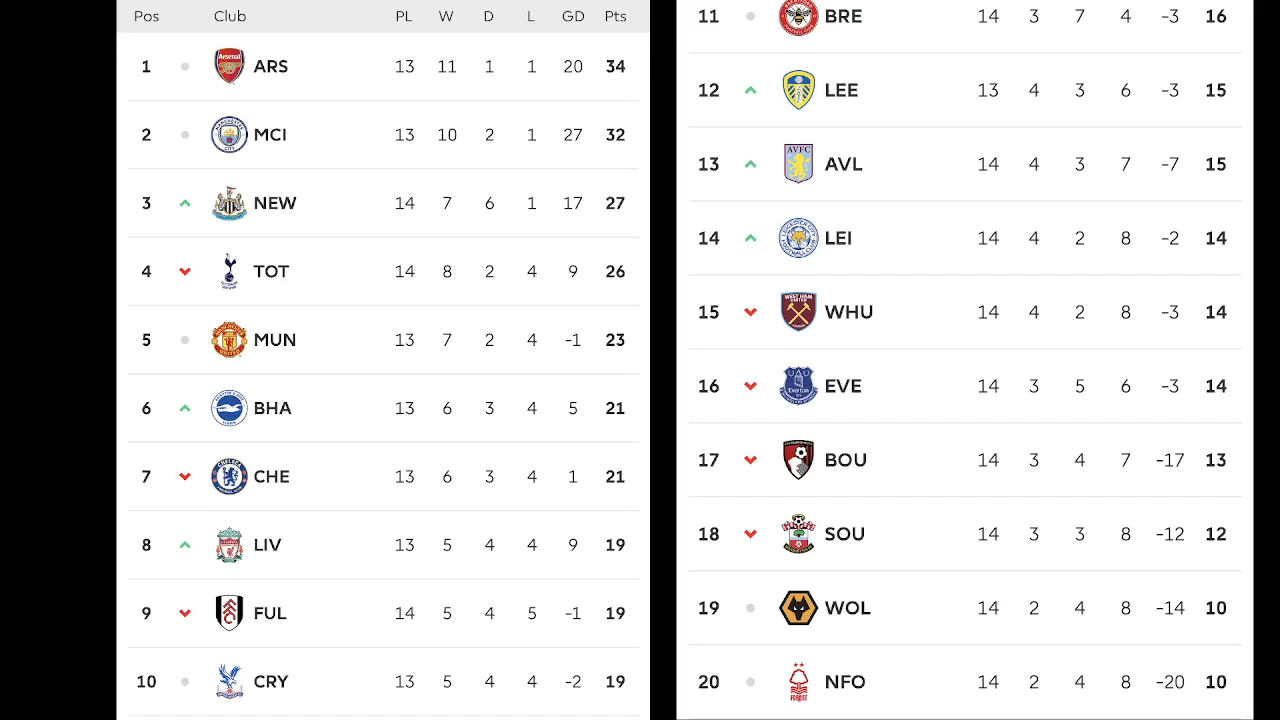 Pos Club PL W D L GD Pts
1 ARS 13 11 1 1 20 34
2 MCI 13 10 2 1 27 32
3 NEW 14 7 6 1 17 27
4 TOT 14 8 2 4 9 26
5 MUN 13 7 2 4 -1 23
6 BHA 13 6 3 4 5 21
7 CHE 13 6 3 4 1 21
8 LIV 13 5 4 4 9 19
9 FUL 14 5 4 5 -1 19
10 CRY 13 5 4 4 -2 19
11 BRE 14 3 7 4 -3 16
12 LEE 13 4 3 6 -3 15
13 AVFC AVL 14 4 3 7 -7 15
14 LEI 14 4 2 8 -2 14
15 WHU 14 4 2 8 -3 14
16 Everton EVE 14 3 5 6 -3 14
17 BOU 14 3 4 7 -17 13
18 SOU 14 3 3 8 -12 12
19 WOL 14 2 4 8 -14 10
20 NFO 14 2 4 8 -20 10